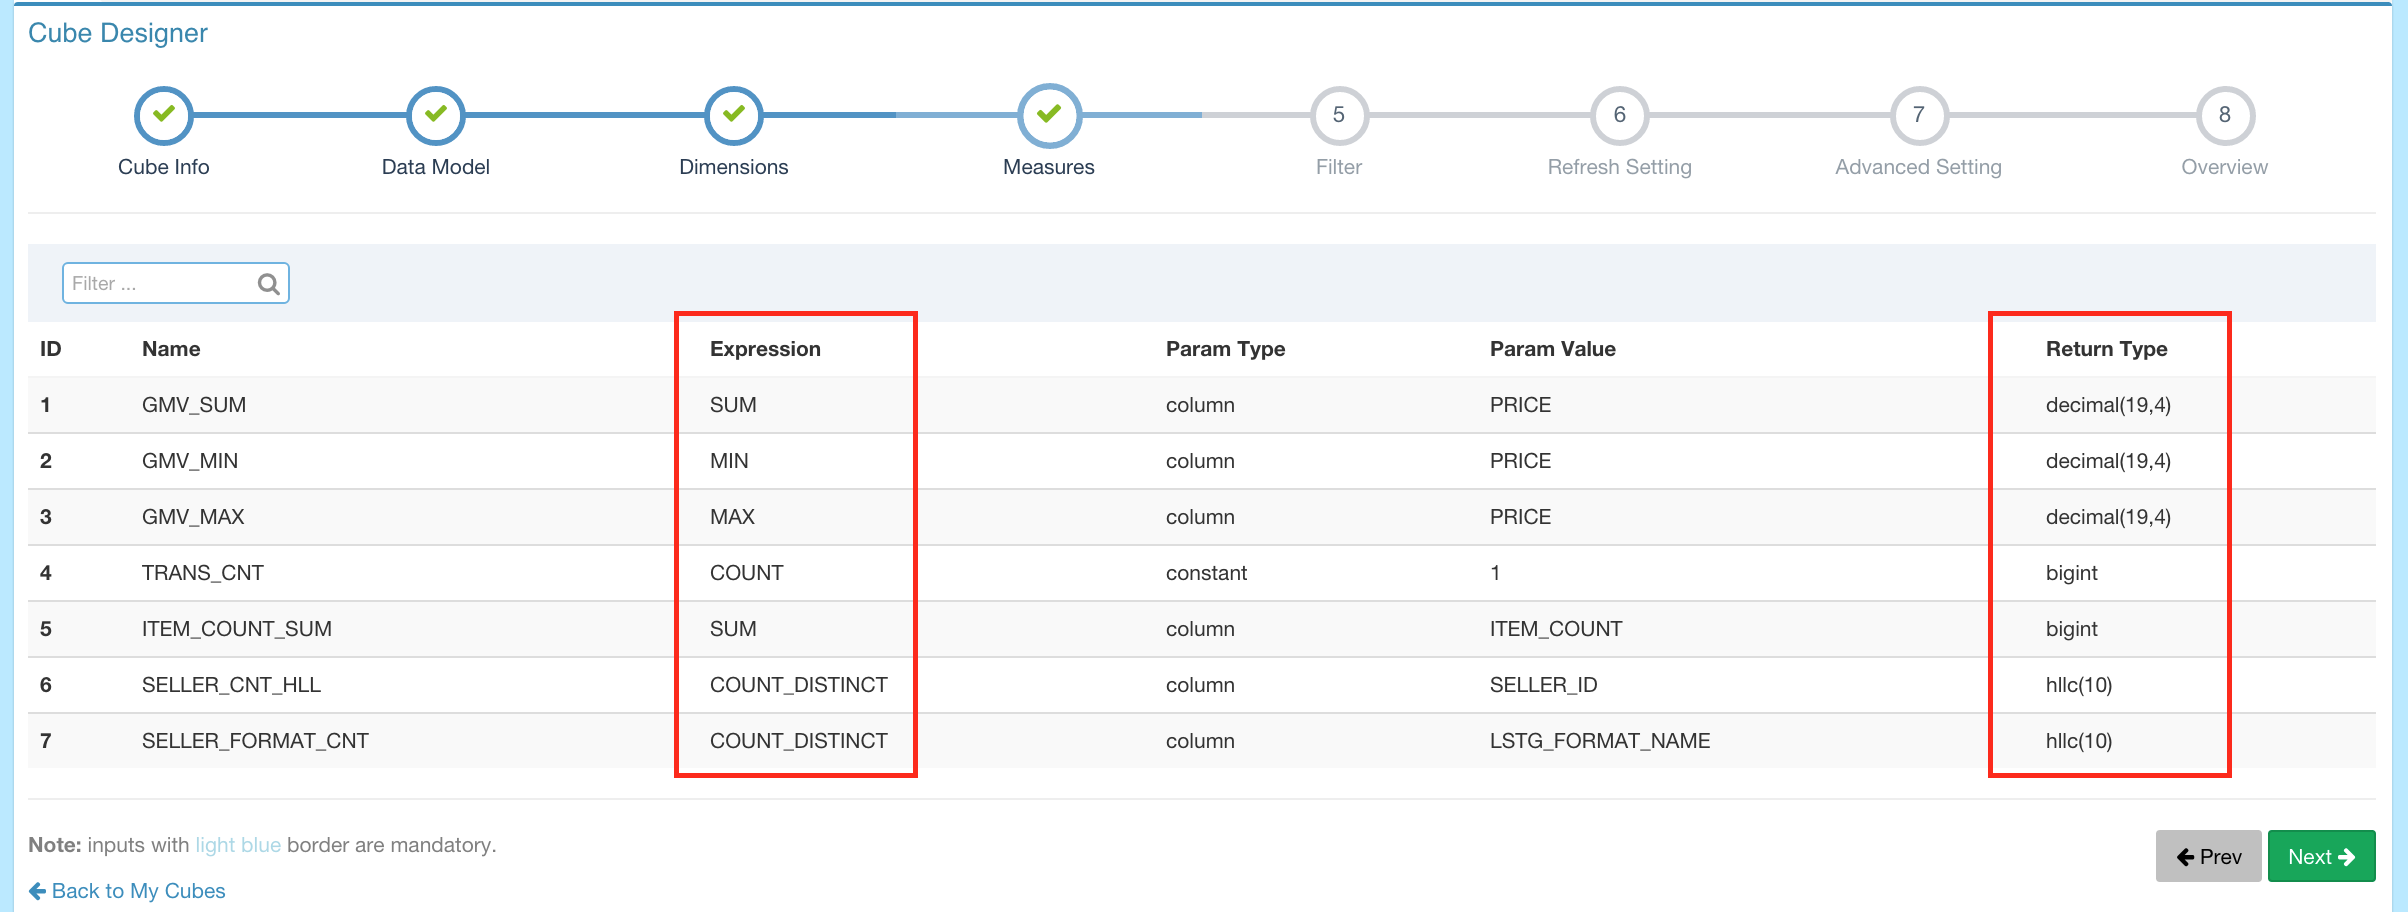 Cube Designer
5 6 7 8
Cube Info Data Model Dimensions Measures Filter Refresh Setting Advanced Setting Overview
Filter ...
ID Name Expression Param Type Param Value Return Type
1 GMV_SUM SUM column PRICE decimal(19,4)
2 GMV_MIN MIN column PRICE decimal(19,4)
3 GMV_MAX MAX column PRICE decimal(19,4)
4 TRANS_CNT COUNT constant 1 bigint
5 ITEM_COUNT_SUM SUM column ITEM_COUNT bigint
6 SELLER_CNT_HLL COUNT_DISTINCT column SELLER_ID hllc(10)
7 SELLER_FORMAT_CNT COUNT_DISTINCT column LSTG_FORMAT_NAME hllc(10)
Note: inputs with light blue border are mandatory.
Prev Next
Back to My Cubes